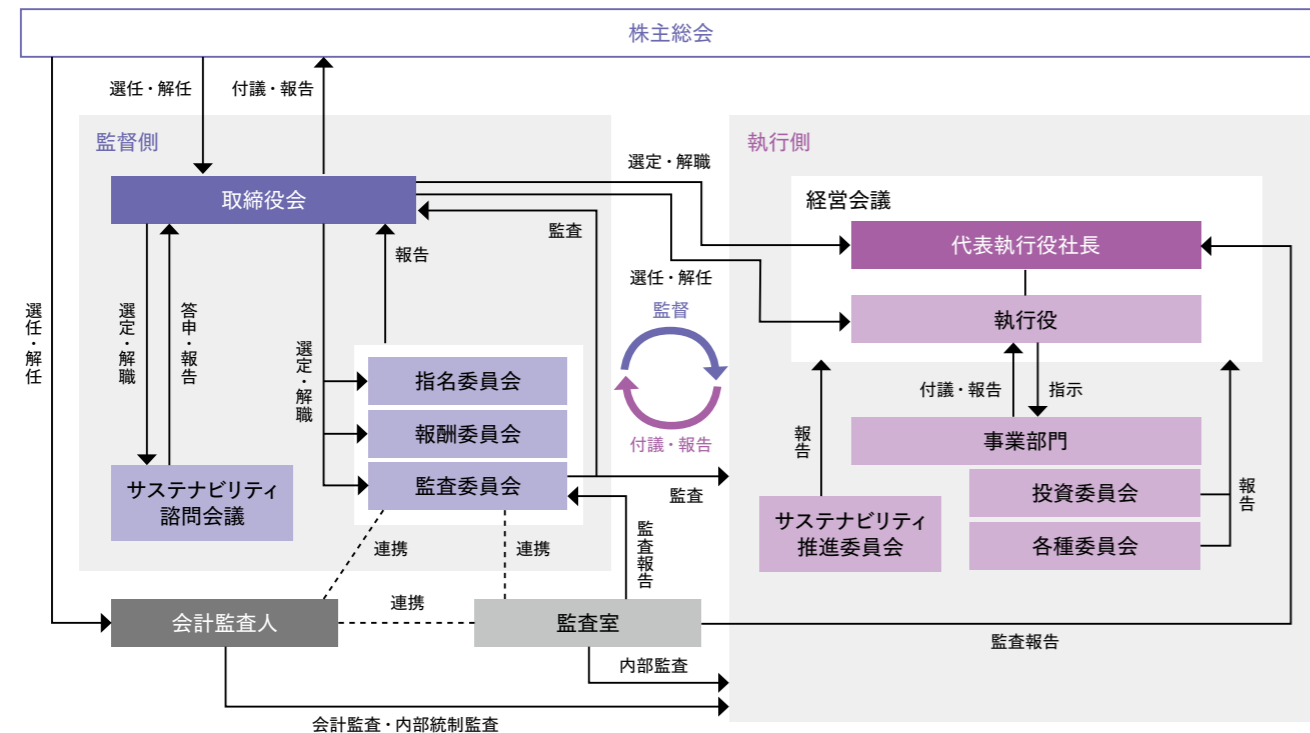 株主総会
選任・解任
付議・報告
監督側
執行側
取締役会
選定・解職
経営会議
監査
代表執行役社長
報告
選任・解任
監督
執行役
選任・解任
選定・解職
答申・報告
選定・解職
指名委員会
付議・報告
指示
報酬委員会
付議・報告
報告
事業部門
監査委員会
監査
サステナビリティ
諮問会議
投資委員会
報告
サステナビリティ
推進委員会
各種委員会
連携
連携
監査報告
会計監査人
連携
監査室
監査報告
内部監査
会計監査・内部統制監査